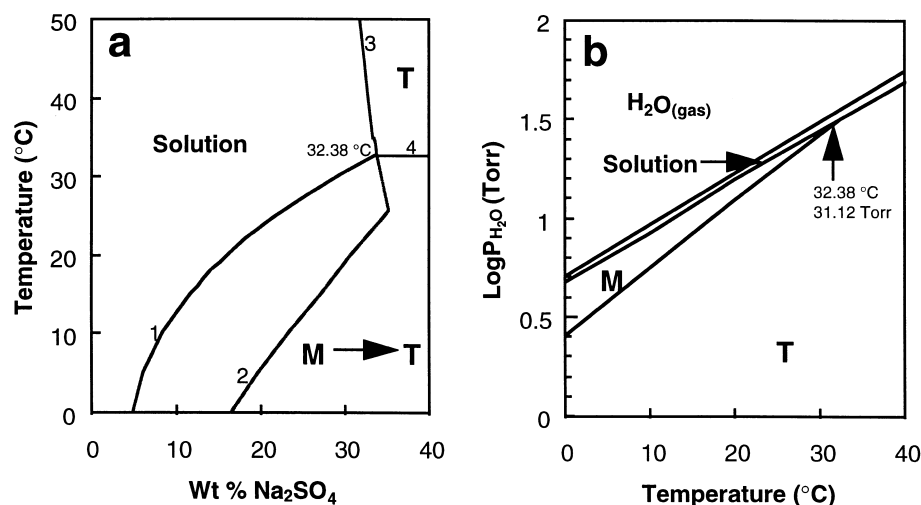 a
50
40
30
20
10
0
Temperature (°C)
3
T
Solution
32.38 °C
4
1
2
M
T
0
10
20
30
40
Wt % Na₂SO₄
b
2
1.5
1
0.5
0
LogP_H₂O (Torr)
H₂O(gas)
Solution
32.38 °C
31.12 Torr
M
T
0
10
20
30
40
Temperature (°C)